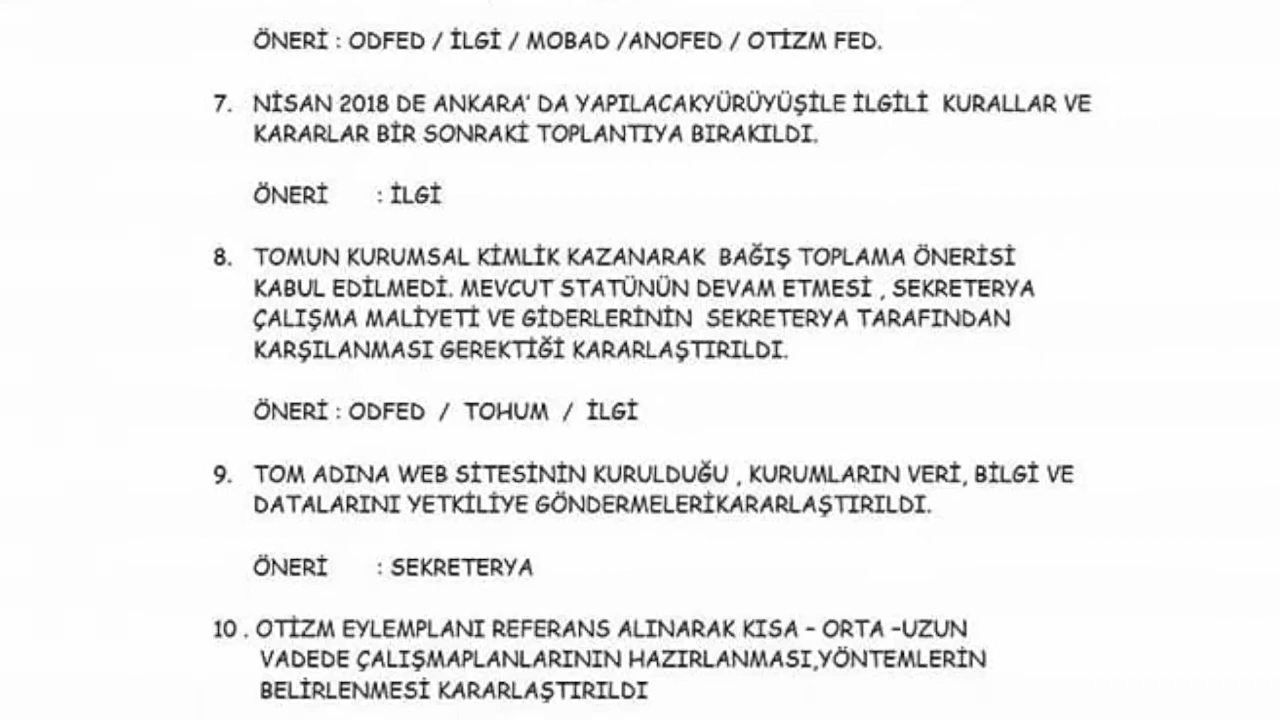 ÖNERİ : ODFED / İLGİ / MOBAD /ANOFED / OTİZM FED.
7. NİSAN 2018 DE ANKARA' DA YAPILACAKYÜRÜYÜŞİLE İLGİLİ KURALLAR VE
KARARLAR BİR SONRAKİ TOPLANTIYA BIRAKILDI.
ÖNERİ : İLGİ
8. TOMUN KURUMSAL KİMLİK KAZANARAK BAĞIŞ TOPLAMA ÖNERİSİ
KABUL EDİLMEDİ. MEVCUT STATÜNÜN DEVAM ETMESİ , SEKRETERYA
ÇALIŞMA MALİYETİ VE GİDERLERİNİN SEKRETERYA TARAFINDAN
KARŞILANMASI GEREKTİĞİ KARARLAŞTIRILDI.
ÖNERİ : ODFED / TOHUM / İLGİ
9. TOM ADINA WEB SİTESİNİN KURULDUĞU , KURUMLARIN VERİ, BİLGİ VE
DATALARINI YETKİLİYE GÖNDERMELERİKARARLAŞTIRILDI.
ÖNERİ : SEKRETERYA
10 . OTİZM EYLEMPLANI REFERANS ALINARAK KISA – ORTA –UZUN
VADEDE ÇALIŞMAPLANLARININ HAZIRLANMASI,YÖNTEMLERİN
BELİRLENMESİ KARARLAŞTIRILDI